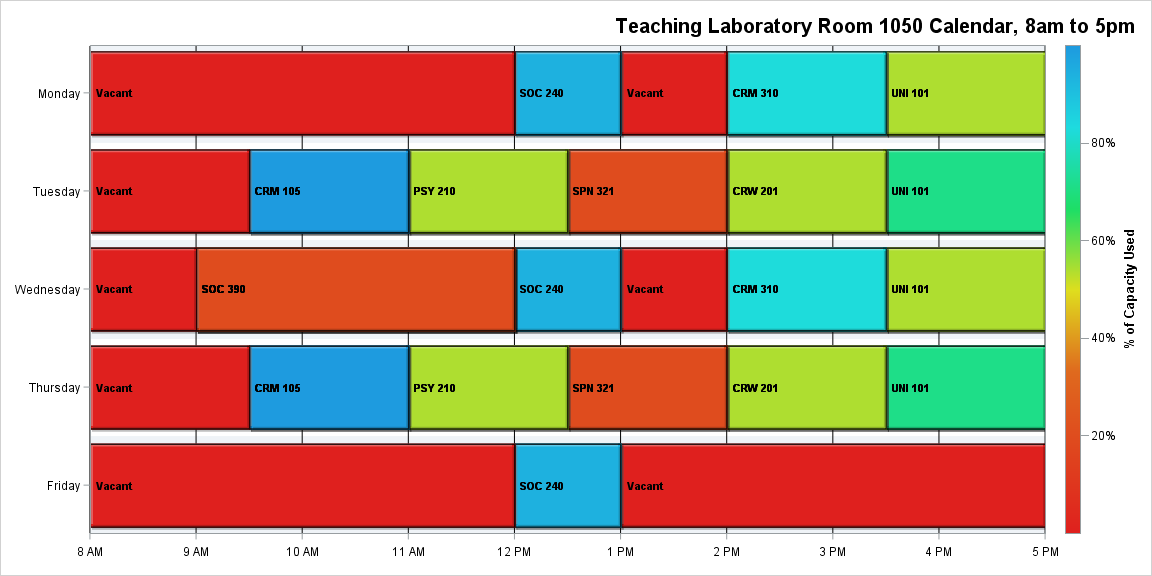 Teaching Laboratory Room 1050 Calendar, 8am to 5pm
Monday
Vacant
SOC 240
Vacant
CRM 310
UNI 101
Tuesday
Vacant
CRM 105
PSY 210
SPN 321
CRW 201
UNI 101
Wednesday
Vacant
SOC 390
SOC 240
Vacant
CRM 310
UNI 101
Thursday
Vacant
CRM 105
PSY 210
SPN 321
CRW 201
UNI 101
Friday
Vacant
SOC 240
Vacant
8 AM
9 AM
10 AM
11 AM
12 PM
1 PM
2 PM
3 PM
4 PM
5 PM
80%
60%
40%
20%
% of Capacity Used